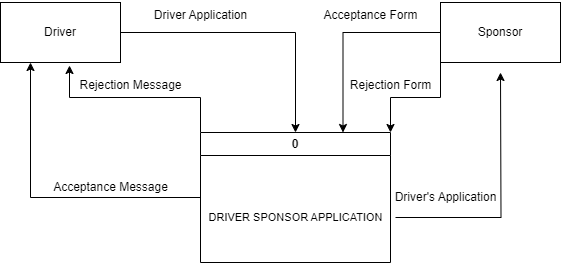 Driver Application
Acceptance Form
Driver
Sponsor
Rejection Message
Rejection Form
0
Acceptance Message
Driver's Application
DRIVER SPONSOR APPLICATION